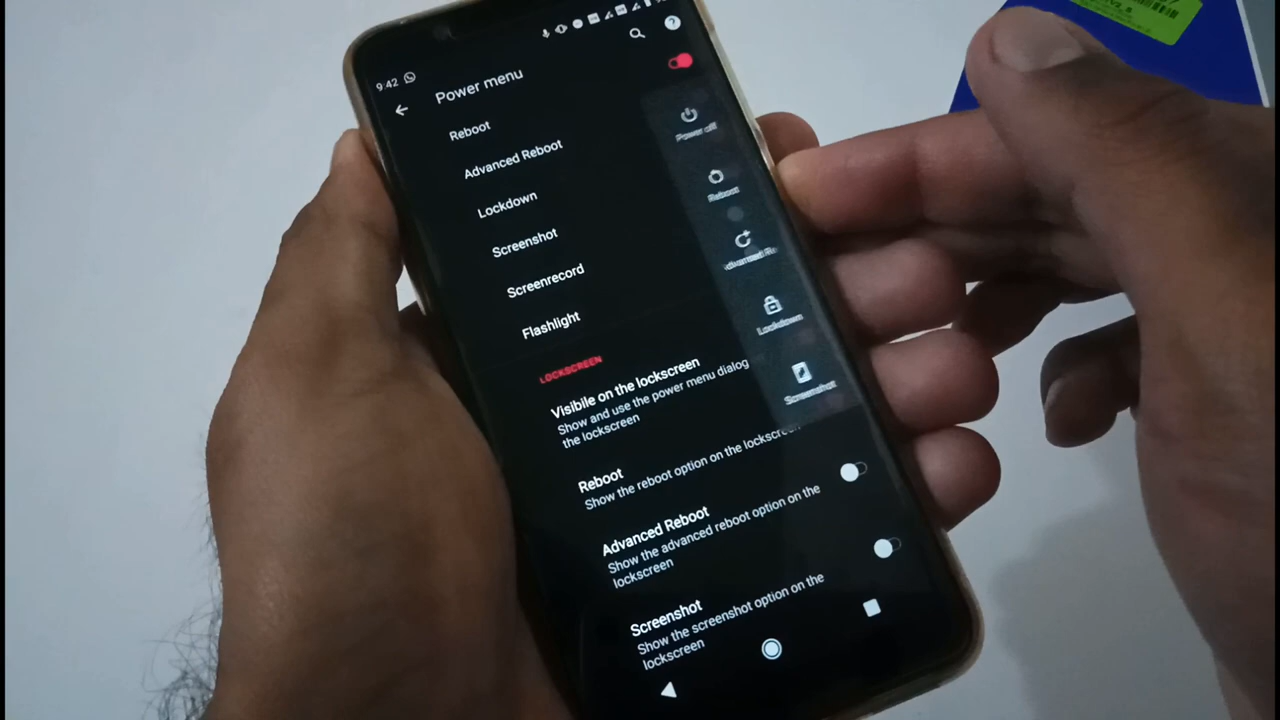 9:42
Power menu
Reboot
Advanced Reboot
Lockdown
Screenshot
Screenrecord
Flashlight
LOCKSCREEN
Visibile on the lockscreen
Show and use the power menu dialog
the lockscreen
Reboot
Show the reboot option on the lockscreen
Advanced Reboot
Show the advanced reboot option on the
lockscreen
Screenshot
Show the screenshot option on the
lockscreen
Power off
Reboot
Lockdown
Screenshot